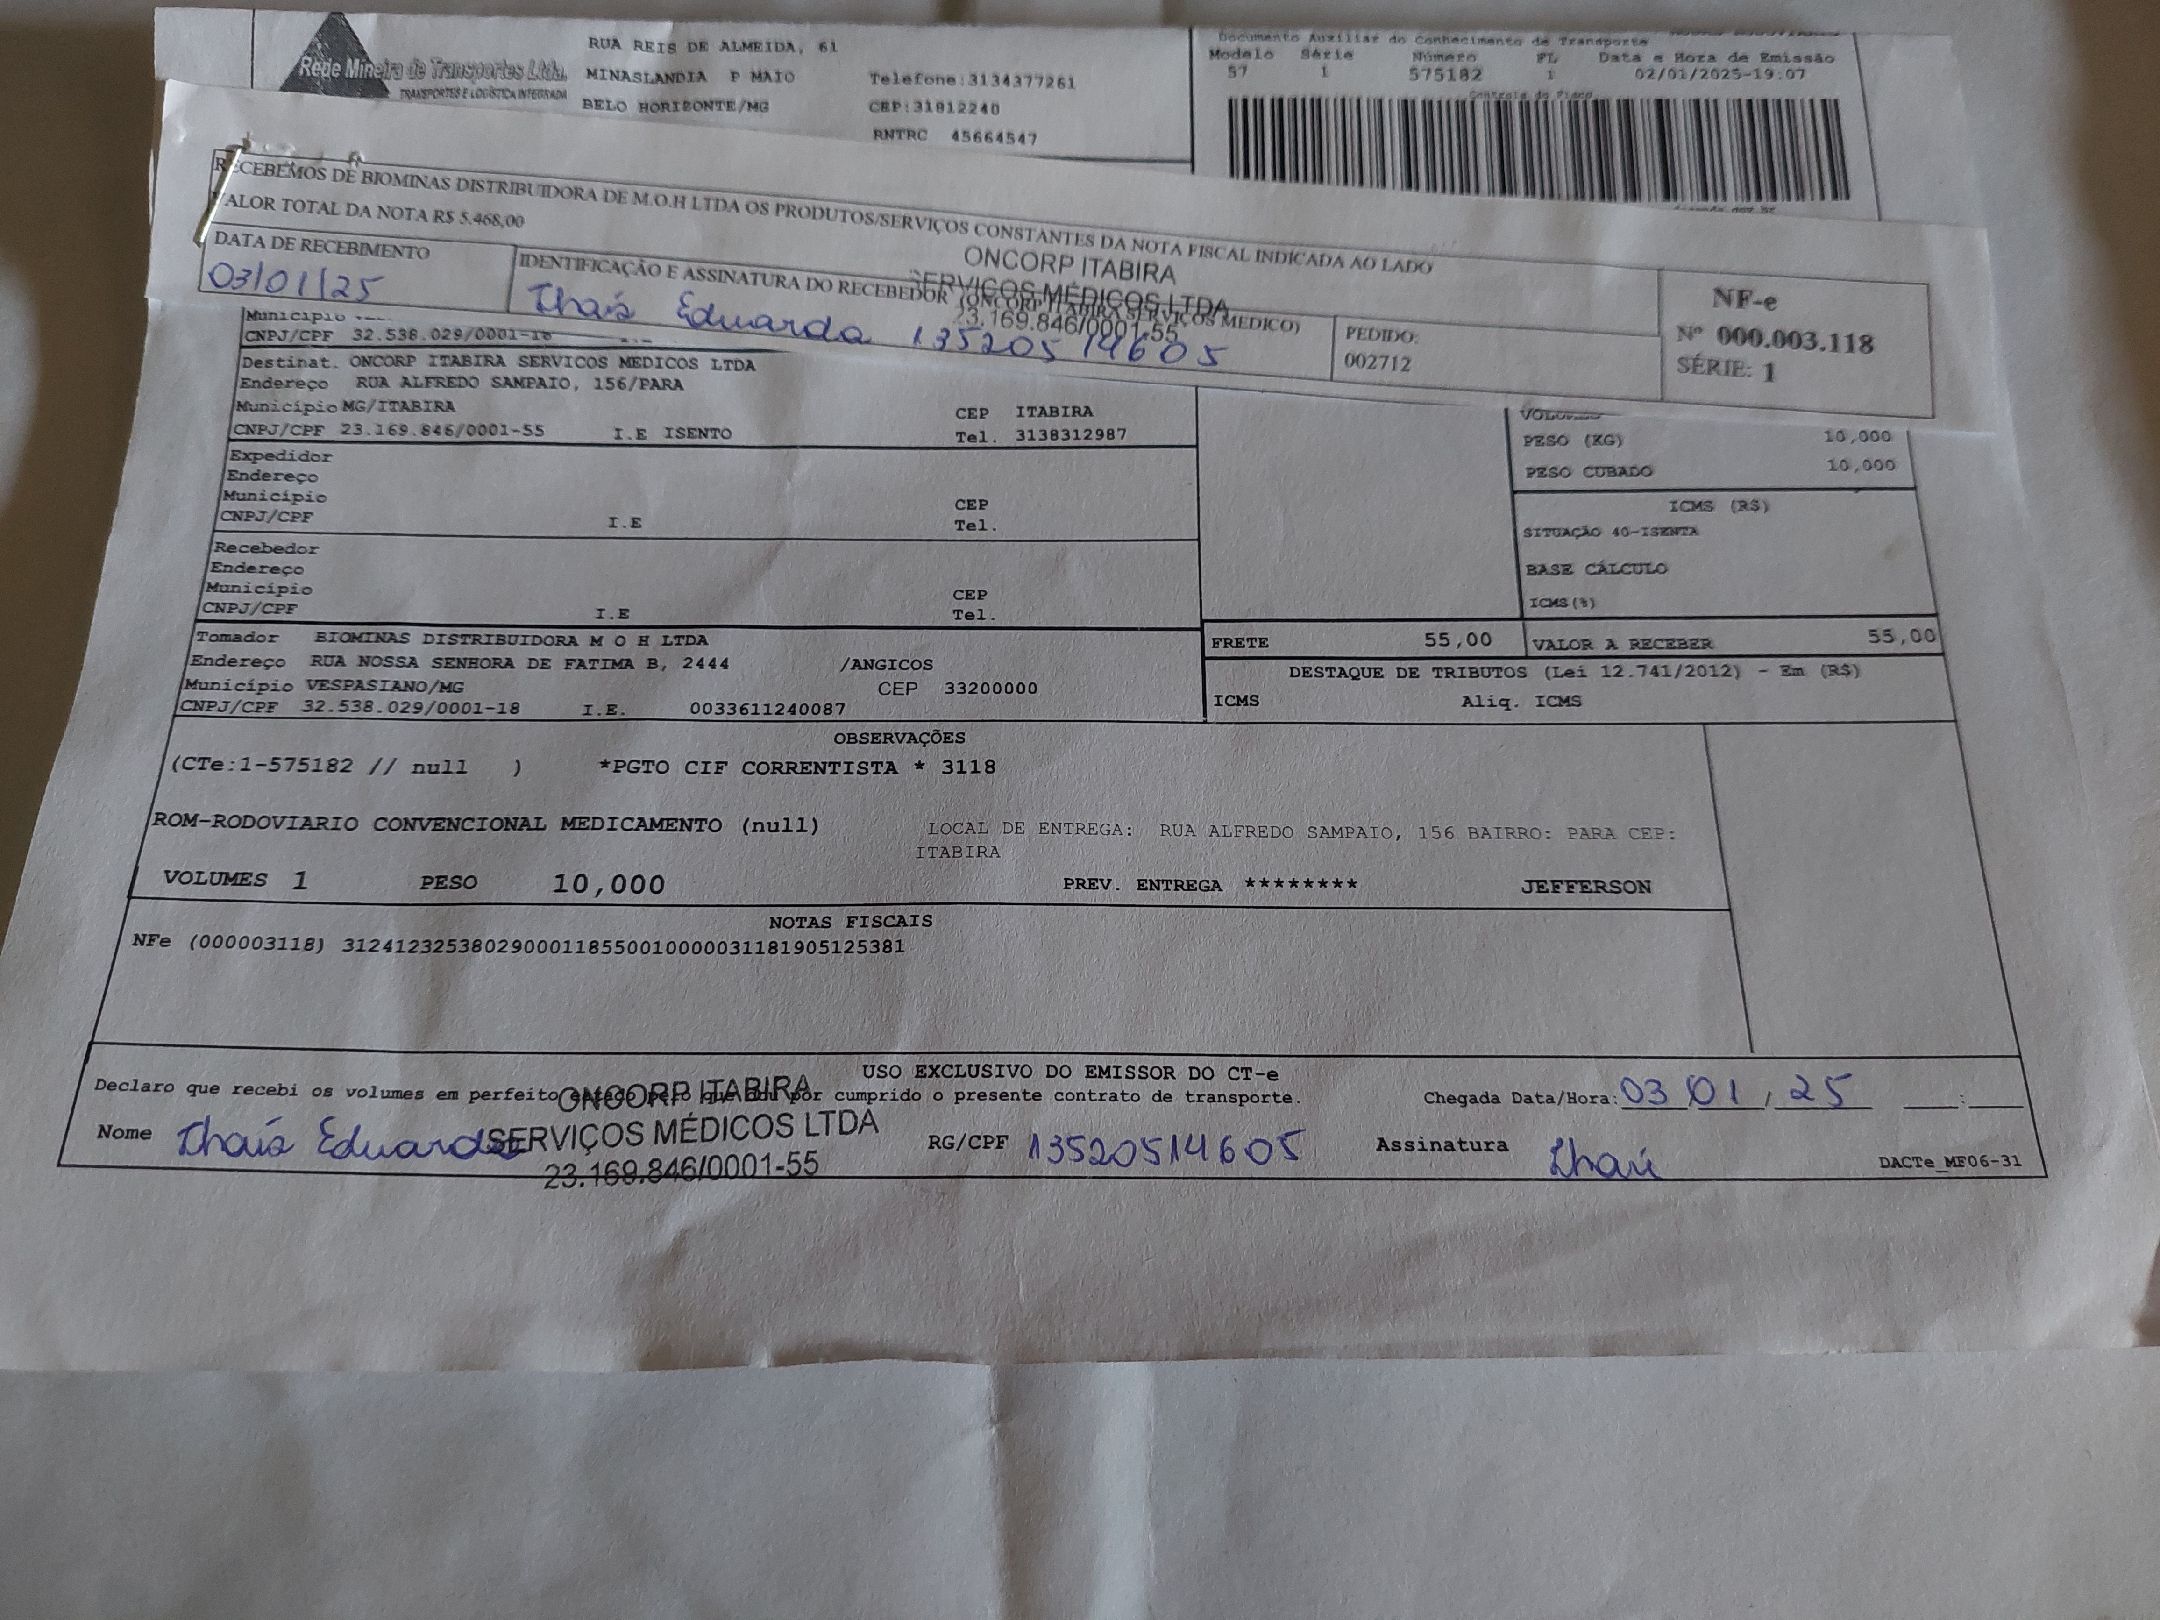 Rede Mineira de Transportes Ltda.
TRANSPORTES E LOGÍSTICA INTEGRADA
RUA REIS DE ALMEIDA, 61
MINASLANDIA P MAIO
BELO HORIZONTE/MG
Telefone:3134377261
CEP:31812240
RNTRC 45664547
Documento Auxiliar do Conhecimento de Transporte
Modelo Série Número FL Data e Hora de Emissão
57 1 575182 1 02/01/2025-19:07
Controle do Fisco
RECEBEMOS DE BIOMINAS DISTRIBUIDORA DE M.O.H LTDA OS PRODUTOS/SERVIÇOS CONSTANTES DA NOTA FISCAL INDICADA AO LADO
VALOR TOTAL DA NOTA R$ 5.468,00
DATA DE RECEBIMENTO
03/01/25
IDENTIFICAÇÃO E ASSINATURA DO RECEBEDOR (ONCORP ITABIRA SERVIÇOS MEDICO)
ONCORP ITABIRA
SERVIÇOS MÉDICOS LTDA
23.169.846/0001-55
Thaís Eduarda 13520514605
PEDIDO:
002712
NF-e
Nº 000.003.118
SÉRIE: 1
Município
CNPJ/CPF 32.538.029/0001-18
Destinat. ONCORP ITABIRA SERVICOS MEDICOS LTDA
Endereço RUA ALFREDO SAMPAIO, 156/PARA
Município MG/ITABIRA CEP ITABIRA
CNPJ/CPF 23.169.846/0001-55 I.E ISENTO Tel. 3138312987
Expedidor
Endereço
Município CEP
CNPJ/CPF I.E Tel.
Recebedor
Endereço
Município CEP
CNPJ/CPF I.E Tel.
Tomador BIOMINAS DISTRIBUIDORA M O H LTDA
Endereço RUA NOSSA SENHORA DE FATIMA B, 2444 /ANGICOS
Município VESPASIANO/MG CEP 33200000
CNPJ/CPF 32.538.029/0001-18 I.E. 0033611240087
PESO (KG) 10,000
PESO CUBADO 10,000
ICMS (R$)
SITUAÇÃO 40-ISENTA
BASE CÁLCULO
ICMS(%)
FRETE 55,00 VALOR A RECEBER 55,00
DESTAQUE DE TRIBUTOS (Lei 12.741/2012) - Em (R$)
ICMS Aliq. ICMS
OBSERVAÇÕES
(CTe:1-575182 // null ) *PGTO CIF CORRENTISTA * 3118
ROM-RODOVIARIO CONVENCIONAL MEDICAMENTO (null)
LOCAL DE ENTREGA: RUA ALFREDO SAMPAIO, 156 BAIRRO: PARA CEP:
ITABIRA
VOLUMES 1 PESO 10,000 PREV. ENTREGA ******** JEFFERSON
NOTAS FISCAIS
NFe (000003118) 31241232538029000118550010000031181905125381
USO EXCLUSIVO DO EMISSOR DO CT-e
Declaro que recebi os volumes em perfeito estado pelo que dou por cumprido o presente contrato de transporte.
Chegada Data/Hora: 03/01/25 __:__
ONCORP ITABIRA
SERVIÇOS MÉDICOS LTDA
23.169.846/0001-55
Nome Thaís Eduarda RG/CPF 13520514605 Assinatura Thaís
DACTe_MF06-31